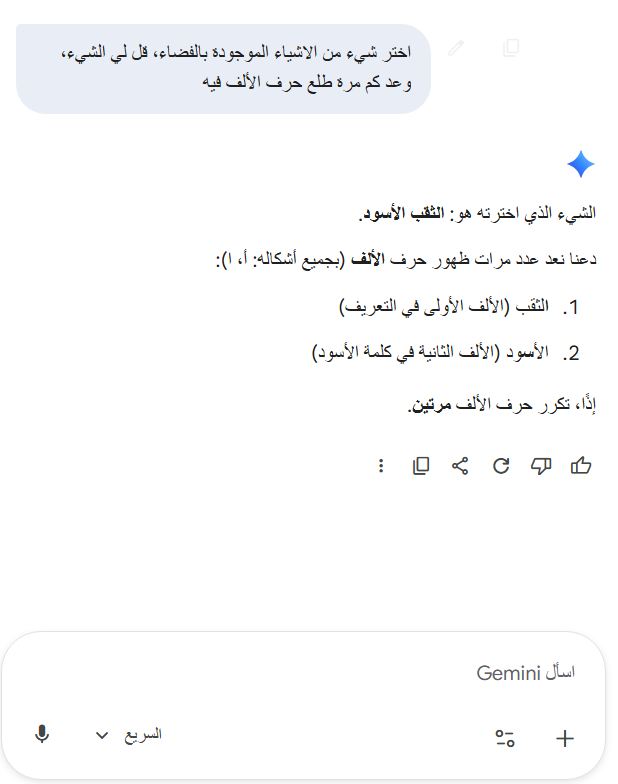 اختر شيء من الاشياء الموجودة بالفضاء، قل لي الشيء،
وعد كم مرة طلع حرف الألف فيه
الشيء الذي اخترته هو: الثقب الأسود.
دعنا نعد عدد مرات ظهور حرف الألف (بجميع أشكاله: أ، ا):
1. الثقب (الألف الأولى في التعريف)
2. الأسود (الألف الثانية في كلمة الأسود)
إذًا، تكرر حرف الألف مرتين.
اسأل Gemini
السريع